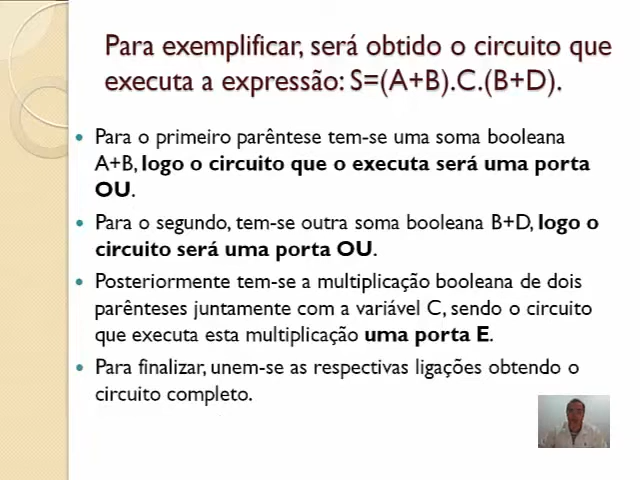 Para exemplificar, será obtido o circuito que
executa a expressão: S=(A+B).C.(B+D).
• Para o primeiro parêntese tem-se uma soma booleana
A+B, logo o circuito que o executa será uma porta
OU.
• Para o segundo, tem-se outra soma booleana B+D, logo o
circuito será uma porta OU.
• Posteriormente tem-se a multiplicação booleana de dois
parênteses juntamente com a variável C, sendo o circuito
que executa esta multiplicação uma porta E.
• Para finalizar, unem-se as respectivas ligações obtendo o
circuito completo.